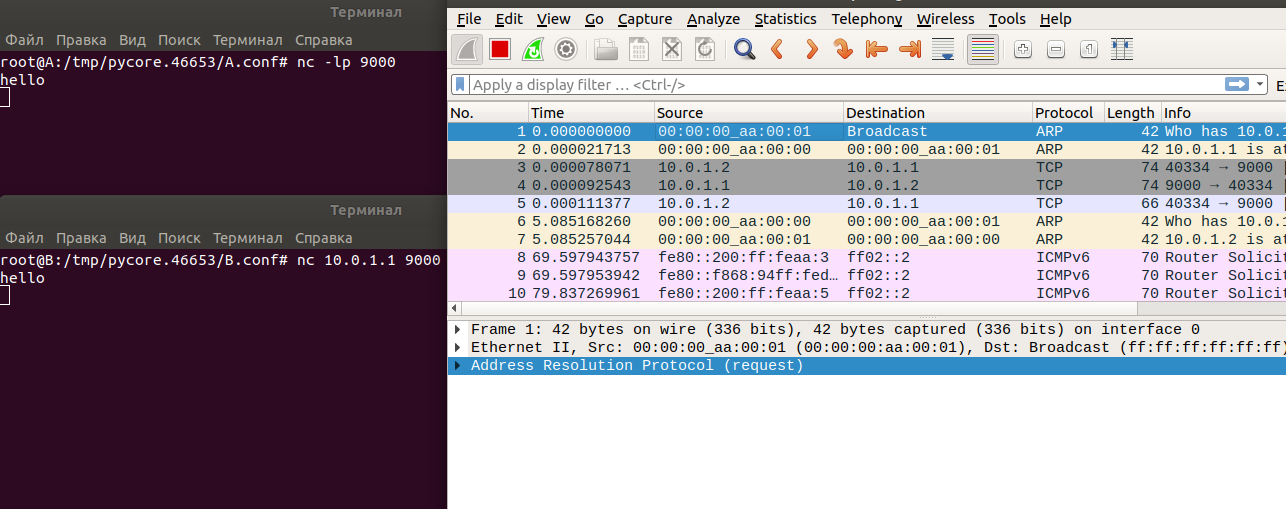 Терминал
Файл Правка Вид Поиск Терминал Справка
root@A:/tmp/pycore.46653/A.conf# nc -lp 9000
hello
Терминал
Файл Правка Вид Поиск Терминал Справка
root@B:/tmp/pycore.46653/B.conf# nc 10.0.1.1 9000
hello
File Edit View Go Capture Analyze Statistics Telephony Wireless Tools Help
Apply a display filter … <Ctrl-/>
No. Time Source Destination Protocol Length Info
1 0.000000000 00:00:00_aa:00:01 Broadcast ARP 42 Who has 10.0.1
2 0.000021713 00:00:00_aa:00:00 00:00:00_aa:00:01 ARP 42 10.0.1.1 is at
3 0.000078071 10.0.1.2 10.0.1.1 TCP 74 40334 → 9000 [
4 0.000092543 10.0.1.1 10.0.1.2 TCP 74 9000 → 40334 [
5 0.000111377 10.0.1.2 10.0.1.1 TCP 66 40334 → 9000 [
6 5.085168260 00:00:00_aa:00:00 00:00:00_aa:00:01 ARP 42 Who has 10.0.1
7 5.085257044 00:00:00_aa:00:01 00:00:00_aa:00:00 ARP 42 10.0.1.2 is at
8 69.597943757 fe80::200:ff:feaa:3 ff02::2 ICMPv6 70 Router Solicit
9 69.597953942 fe80::f868:94ff:fed… ff02::2 ICMPv6 70 Router Solicit
10 79.837269961 fe80::200:ff:feaa:5 ff02::2 ICMPv6 70 Router Solicit
Frame 1: 42 bytes on wire (336 bits), 42 bytes captured (336 bits) on interface 0
Ethernet II, Src: 00:00:00_aa:00:01 (00:00:00:aa:00:01), Dst: Broadcast (ff:ff:ff:ff:ff:ff)
Address Resolution Protocol (request)